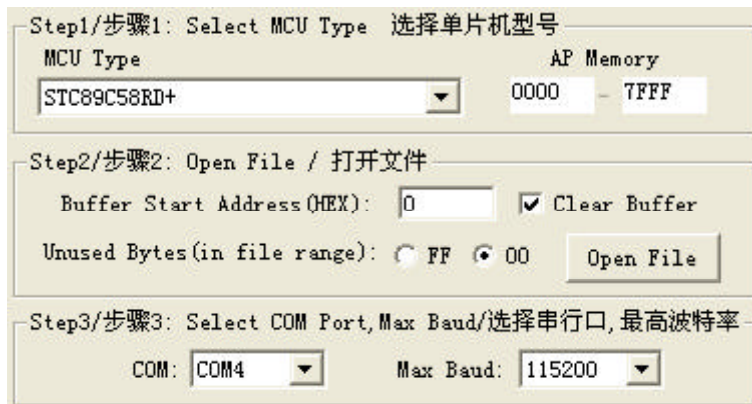 Step1/步骤1: Select MCU Type 选择单片机型号
MCU Type AP Memory
STC89C58RD+ 0000 - 7FFF
Step2/步骤2: Open File / 打开文件
Buffer Start Address(HEX): 0 Clear Buffer
Unused Bytes(in file range): FF 00 Open File
Step3/步骤3: Select COM Port,Max Baud/选择串行口,最高波特率
COM: COM4 Max Baud: 115200